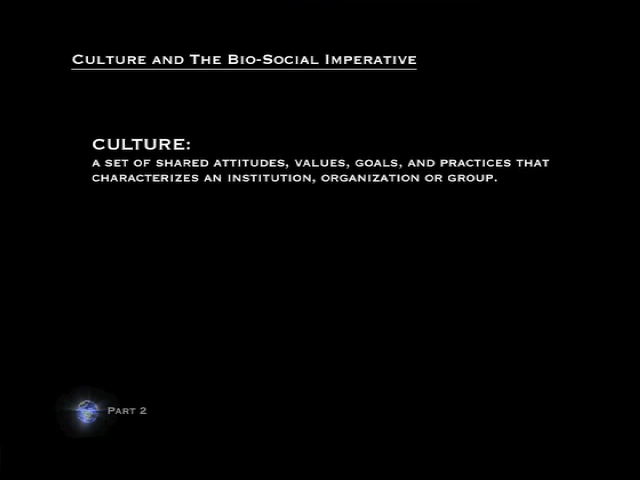 Culture and The Bio-Social Imperative
CULTURE:
A SET OF SHARED ATTITUDES, VALUES, GOALS, AND PRACTICES THAT
CHARACTERIZES AN INSTITUTION, ORGANIZATION OR GROUP.
Part 2